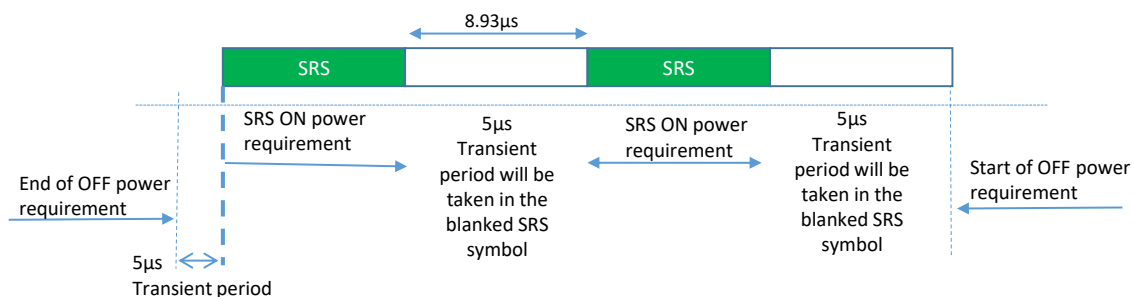 8.93µs
SRS
SRS
SRS ON power
requirement
5µs
Transient
period will be
taken in the
blanked SRS
symbol
SRS ON power
requirement
5µs
Transient
period will be
taken in the
blanked SRS
symbol
End of OFF power
requirement
Start of OFF power
requirement
5µs
Transient period